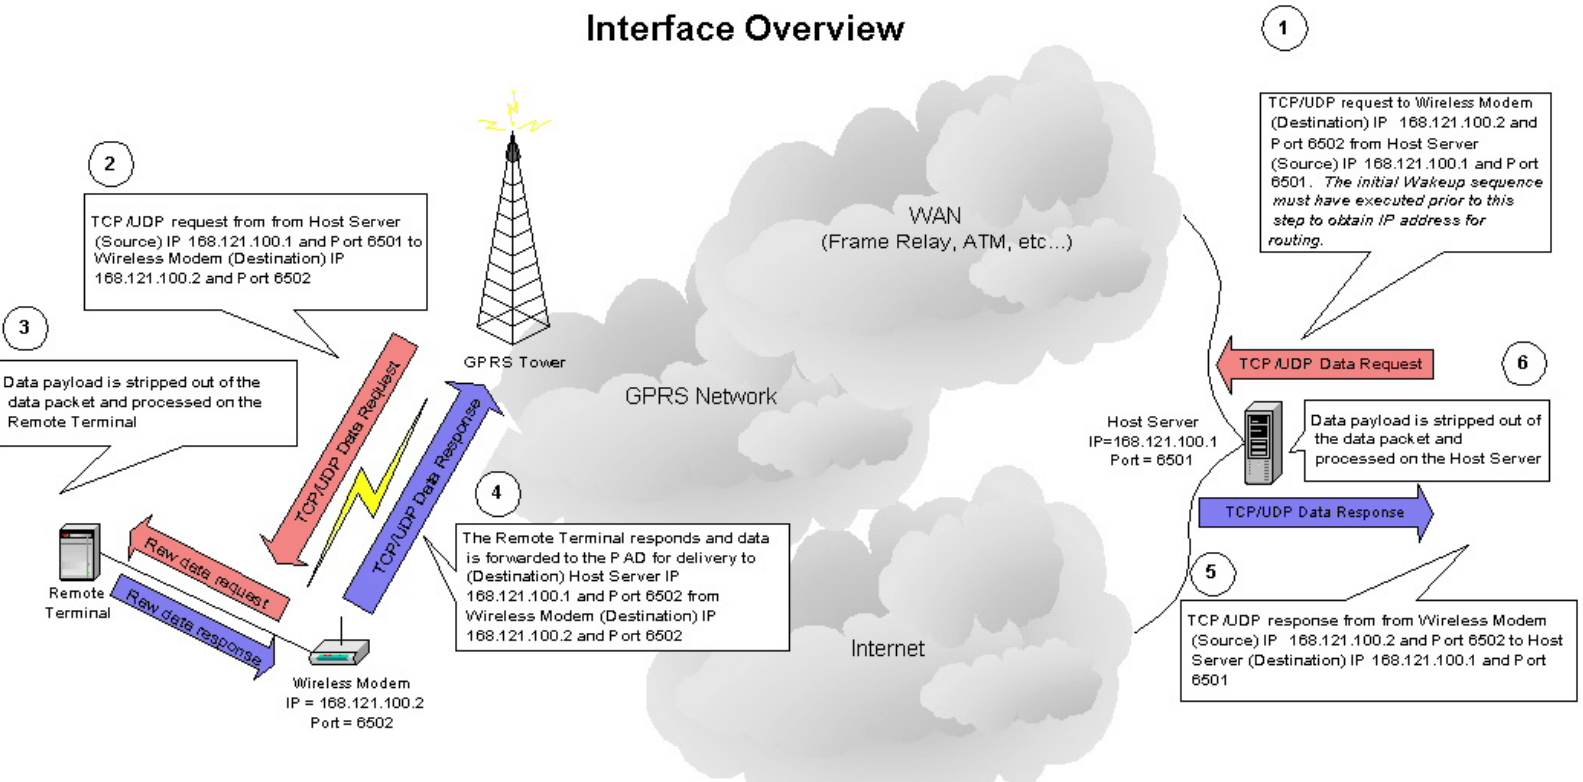 Interface Overview
1
TCP/UDP request to Wireless Modem
(Destination) IP 168.121.100.2 and
Port 6502 from Host Server
(Source) IP 168.121.100.1 and Port
6501. The initial Wakeup sequence
must have executed prior to this
step to obtain IP address for
routing.
2
TCP/UDP request from from Host Server
(Source) IP 168.121.100.1 and Port 6501 to
Wireless Modem (Destination) IP
168.121.100.2 and Port 6502
3
Data payload is stripped out of the
data packet and processed on the
Remote Terminal
GPRS Tower
WAN
(Frame Relay, ATM, etc...)
GPRS Network
Internet
TCP/UDP Data Request
TCP/UDP Data Response
Raw data request
Raw data response
Remote
Terminal
Wireless Modem
IP = 168.121.100.2
Port = 6502
4
The Remote Terminal responds and data
is forwarded to the PAD for delivery to
(Destination) Host Server IP
168.121.100.1 and Port 6502 from
Wireless Modem (Destination) IP
168.121.100.2 and Port 6502
TCP/UDP Data Request
6
Host Server
IP=168.121.100.1
Port = 6501
Data payload is stripped out of
the data packet and
processed on the Host Server
TCP/UDP Data Response
5
TCP/UDP response from from Wireless Modem
(Source) IP 168.121.100.2 and Port 6502 to Host
Server (Destination) IP 168.121.100.1 and Port
6501